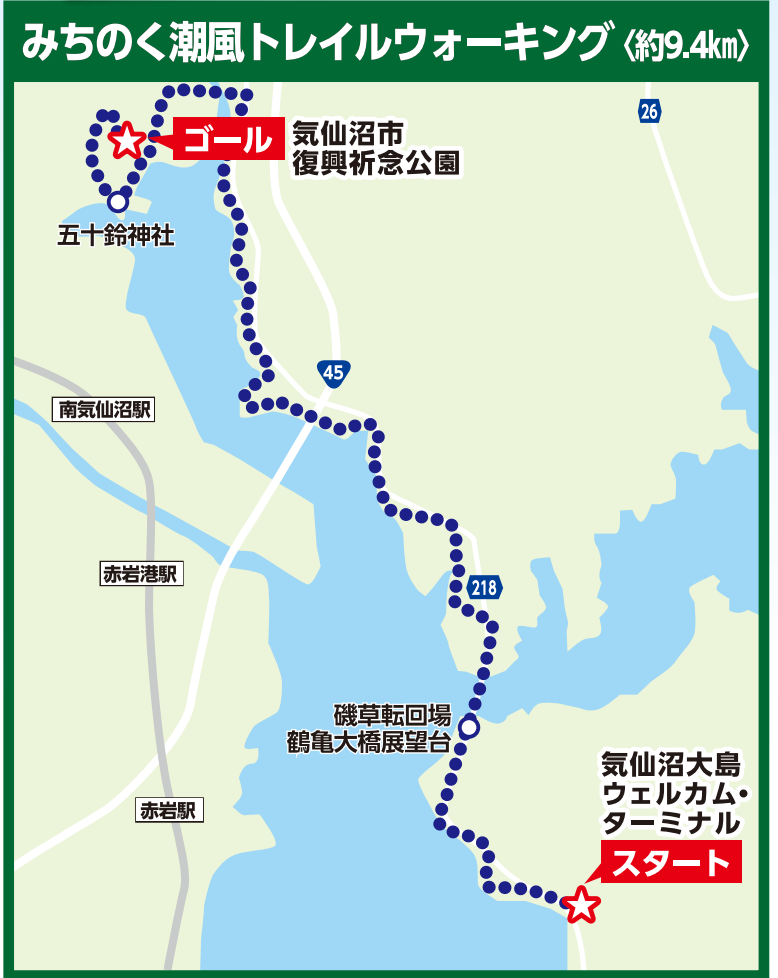 みちのく潮風トレイルウォーキング〈約9.4km〉
26
ゴール
気仙沼市
復興祈念公園
五十鈴神社
45
南気仙沼駅
赤岩港駅
218
磯草転回場
鶴亀大橋展望台
気仙沼大島
ウェルカム・
ターミナル
赤岩駅
スタート